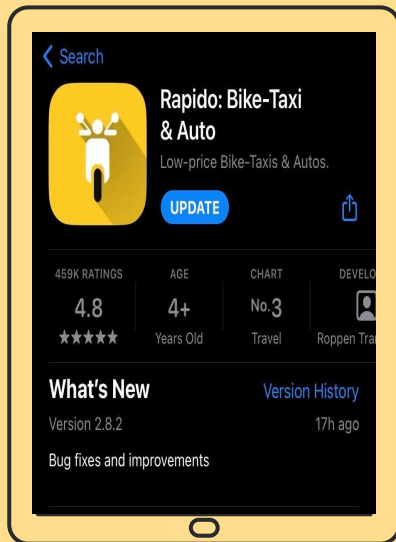 Search
Rapido: Bike-Taxi
& Auto
Low-price Bike-Taxis & Autos.
UPDATE
459K RATINGS
4.8
AGE
4+
Years Old
CHART
No.3
Travel
DEVELO
Roppen Tra
What's New
Version History
Version 2.8.2
17h ago
Bug fixes and improvements